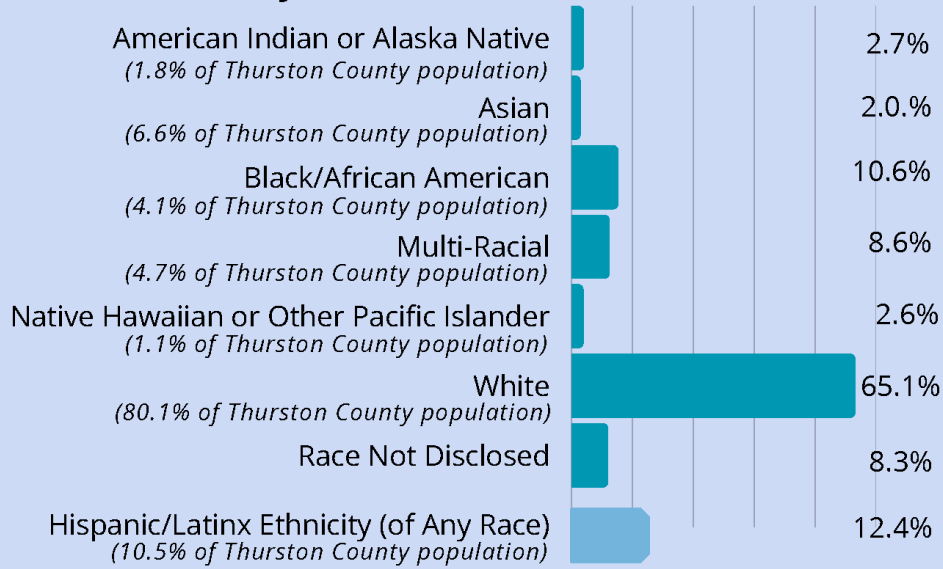 American Indian or Alaska Native
2.7%
(1.8% of Thurston County population)
Asian
2.0.%
(6.6% of Thurston County population)
Black/African American
10.6%
(4.1% of Thurston County population)
Multi-Racial
8.6%
(4.7% of Thurston County population)
Native Hawaiian or Other Pacific Islander
2.6%
(1.1% of Thurston County population)
White
65.1%
(80.1% of Thurston County population)
Race Not Disclosed
8.3%
Hispanic/Latinx Ethnicity (of Any Race)
12.4%
(10.5% of Thurston County population)